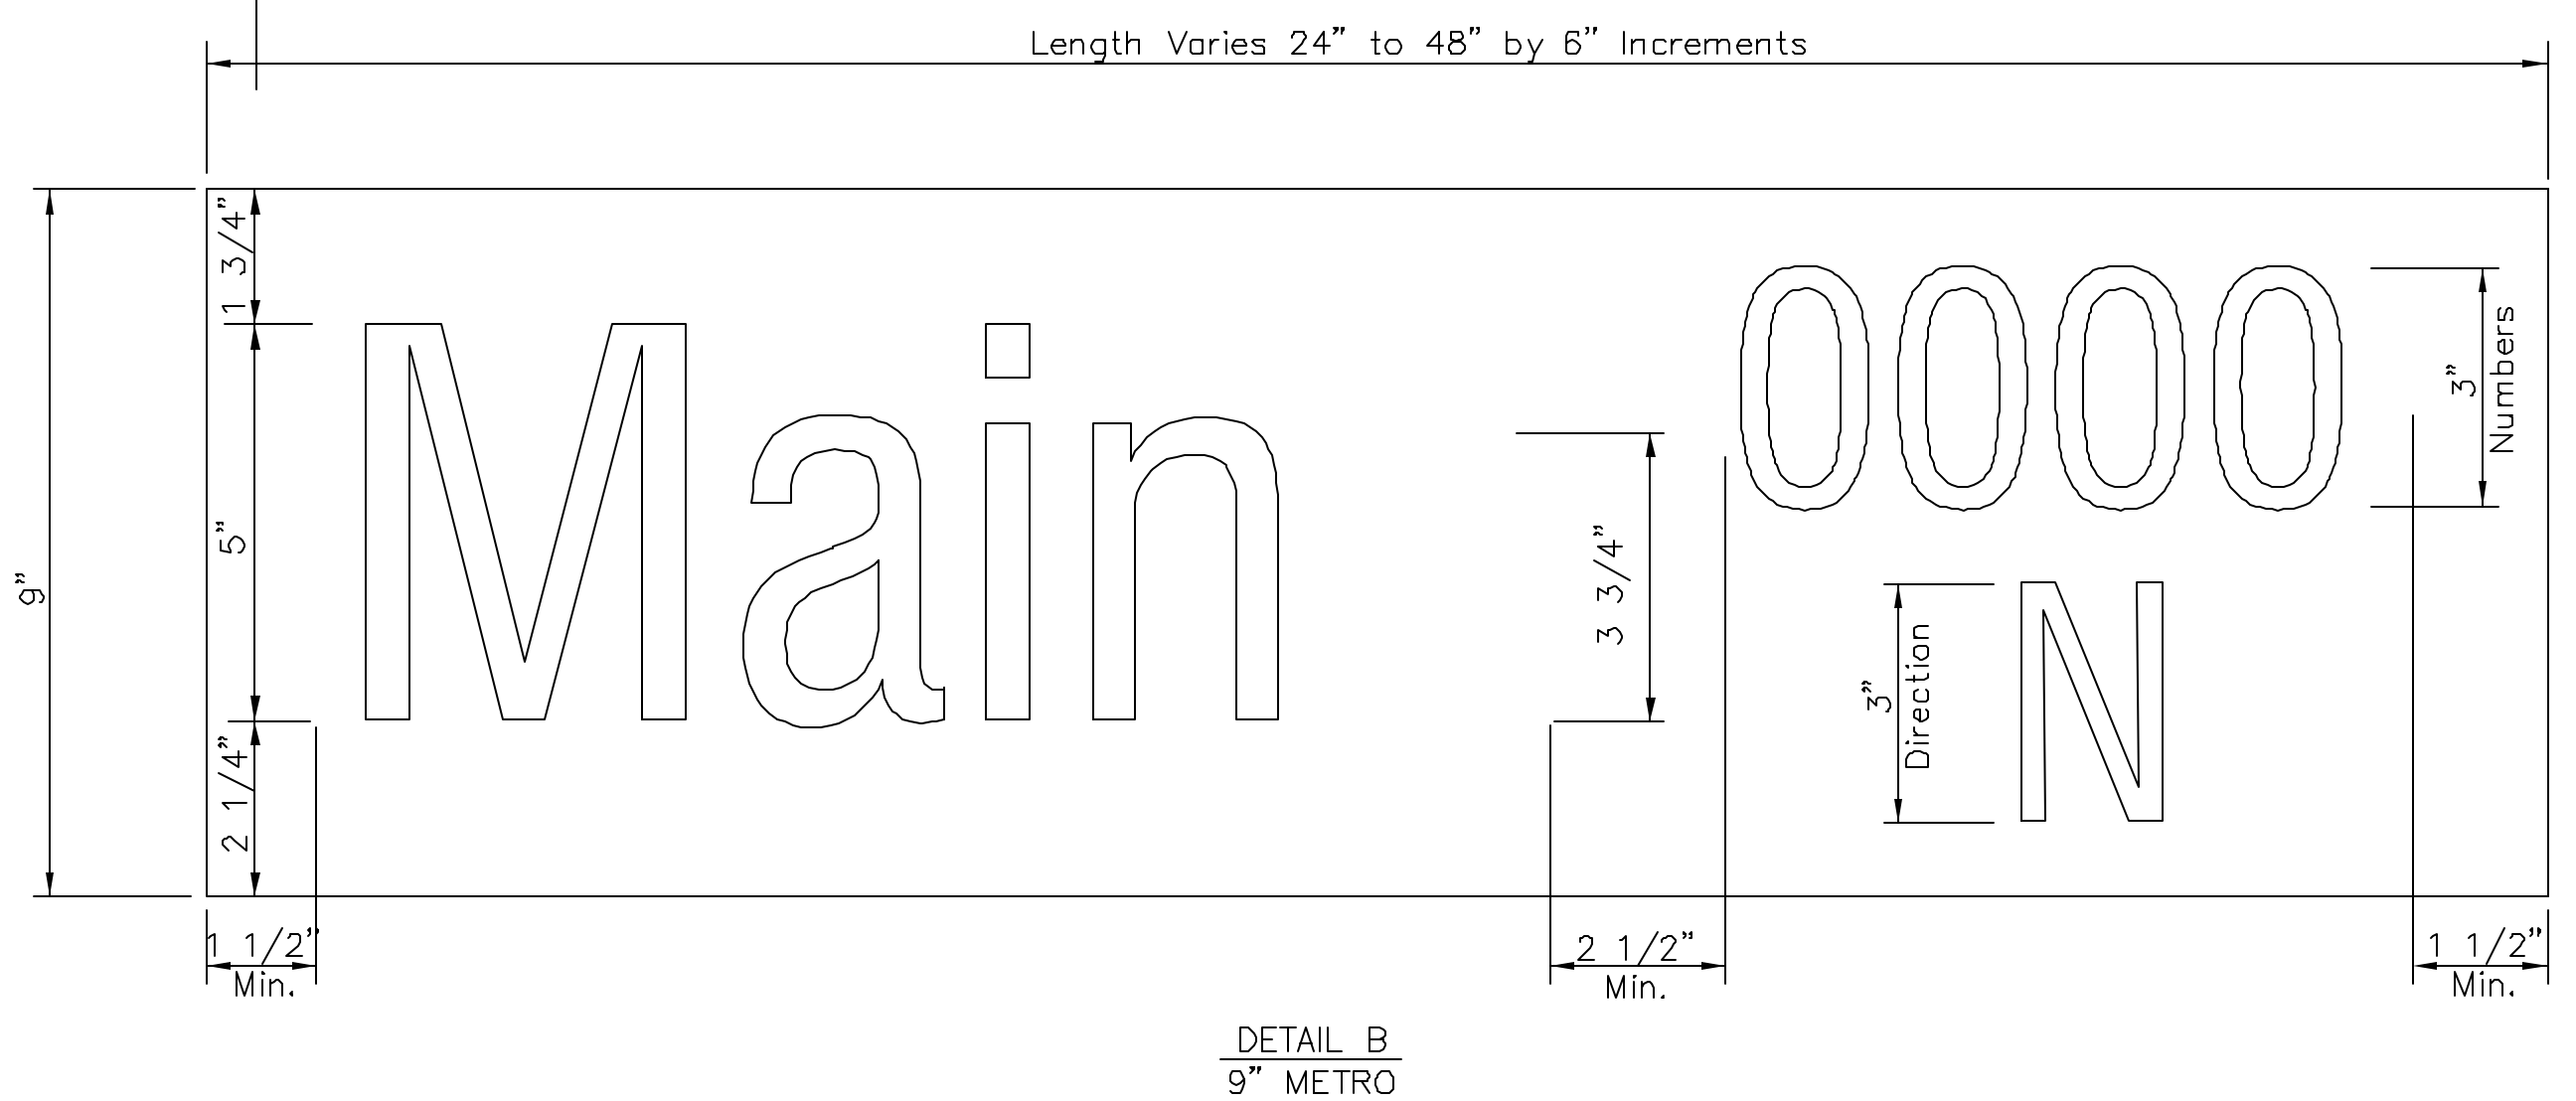 Length Varies 24” to 48” by 6” Increments
1 3/4”
5”
2 1/4”
9”
Main
0000
N
3 3/4”
3”
Numbers
3”
Direction
1 1/2”
Min.
2 1/2”
Min.
1 1/2”
Min.
DETAIL B
9” METRO